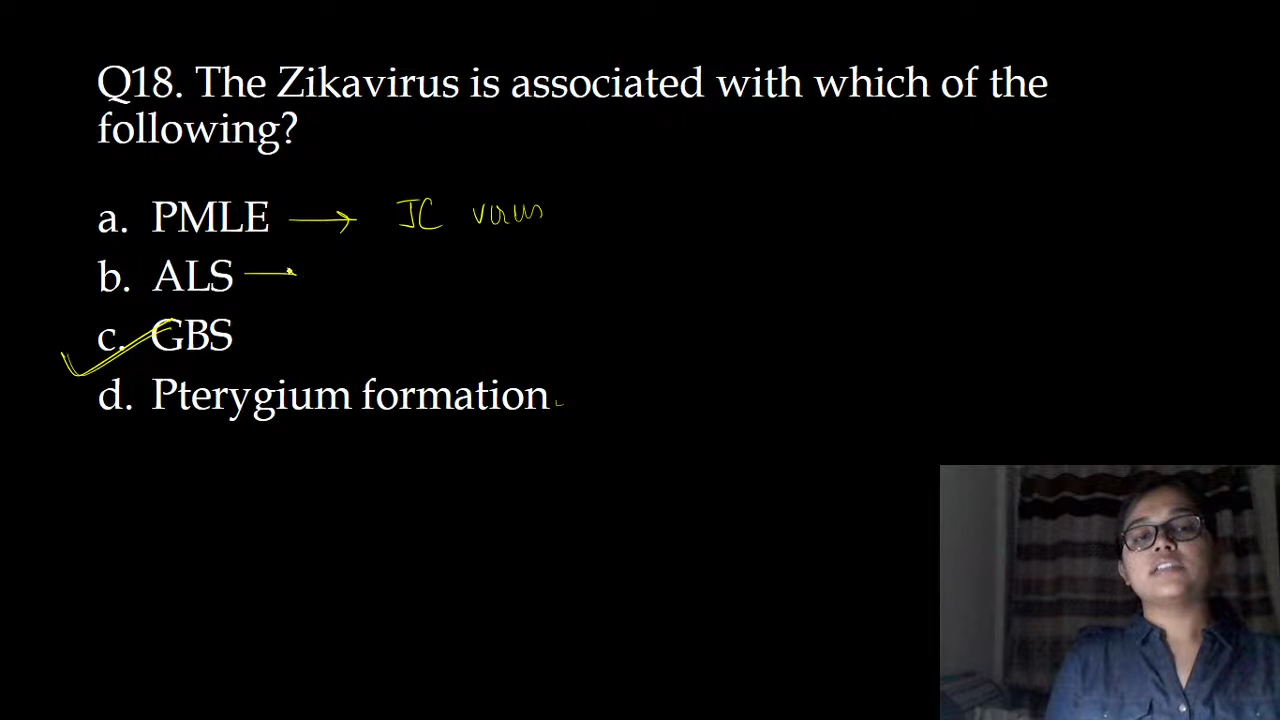 Q18. The Zikavirus is associated with which of the
following?
a. PMLE → JC virus
b. ALS
c. GBS
d. Pterygium formation